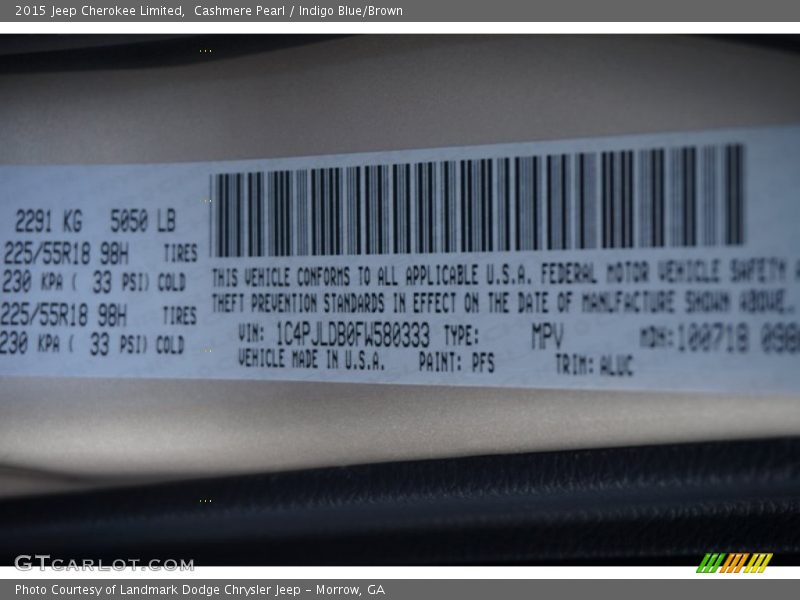 2015 Jeep Cherokee Limited,  Cashmere Pearl / Indigo Blue/Brown
2291 KG 5050 LB
225/55R18 98H TIRES
230 KPA ( 33 PSI) COLD
225/55R18 98H TIRES
230 KPA ( 33 PSI) COLD
THIS VEHICLE CONFORMS TO ALL APPLICABLE U.S.A. FEDERAL MOTOR VEHICLE SAFETY
THEFT PREVENTION STANDARDS IN EFFECT ON THE DATE OF MANUFACTURE SHOWN ABOVE.
VIN: 1C4PJLDB0FW580333 TYPE: MPV MDH: 100718
VEHICLE MADE IN U.S.A. PAINT: PFS TRIM: ALUC
GTCARLOT.COM
Photo Courtesy of Landmark Dodge Chrysler Jeep – Morrow, GA